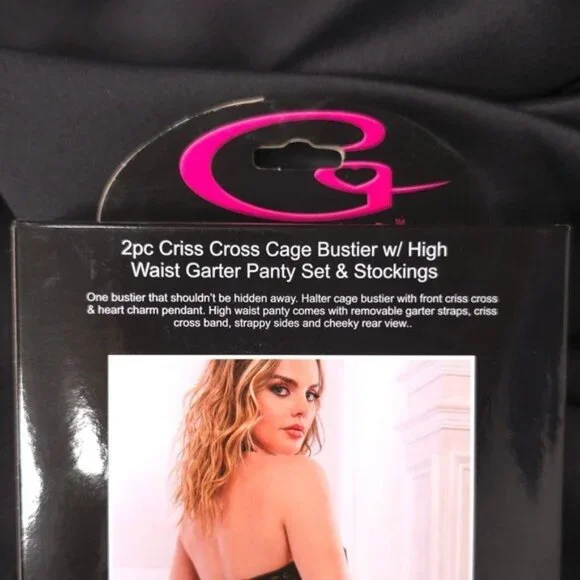 G
™
2pc Criss Cross Cage Bustier w/ High
Waist Garter Panty Set & Stockings
One bustier that shouldn't be hidden away. Halter cage bustier with front criss cross
& heart charm pendant. High waist panty comes with removable garter straps, criss
cross band, strappy sides and cheeky rear view..